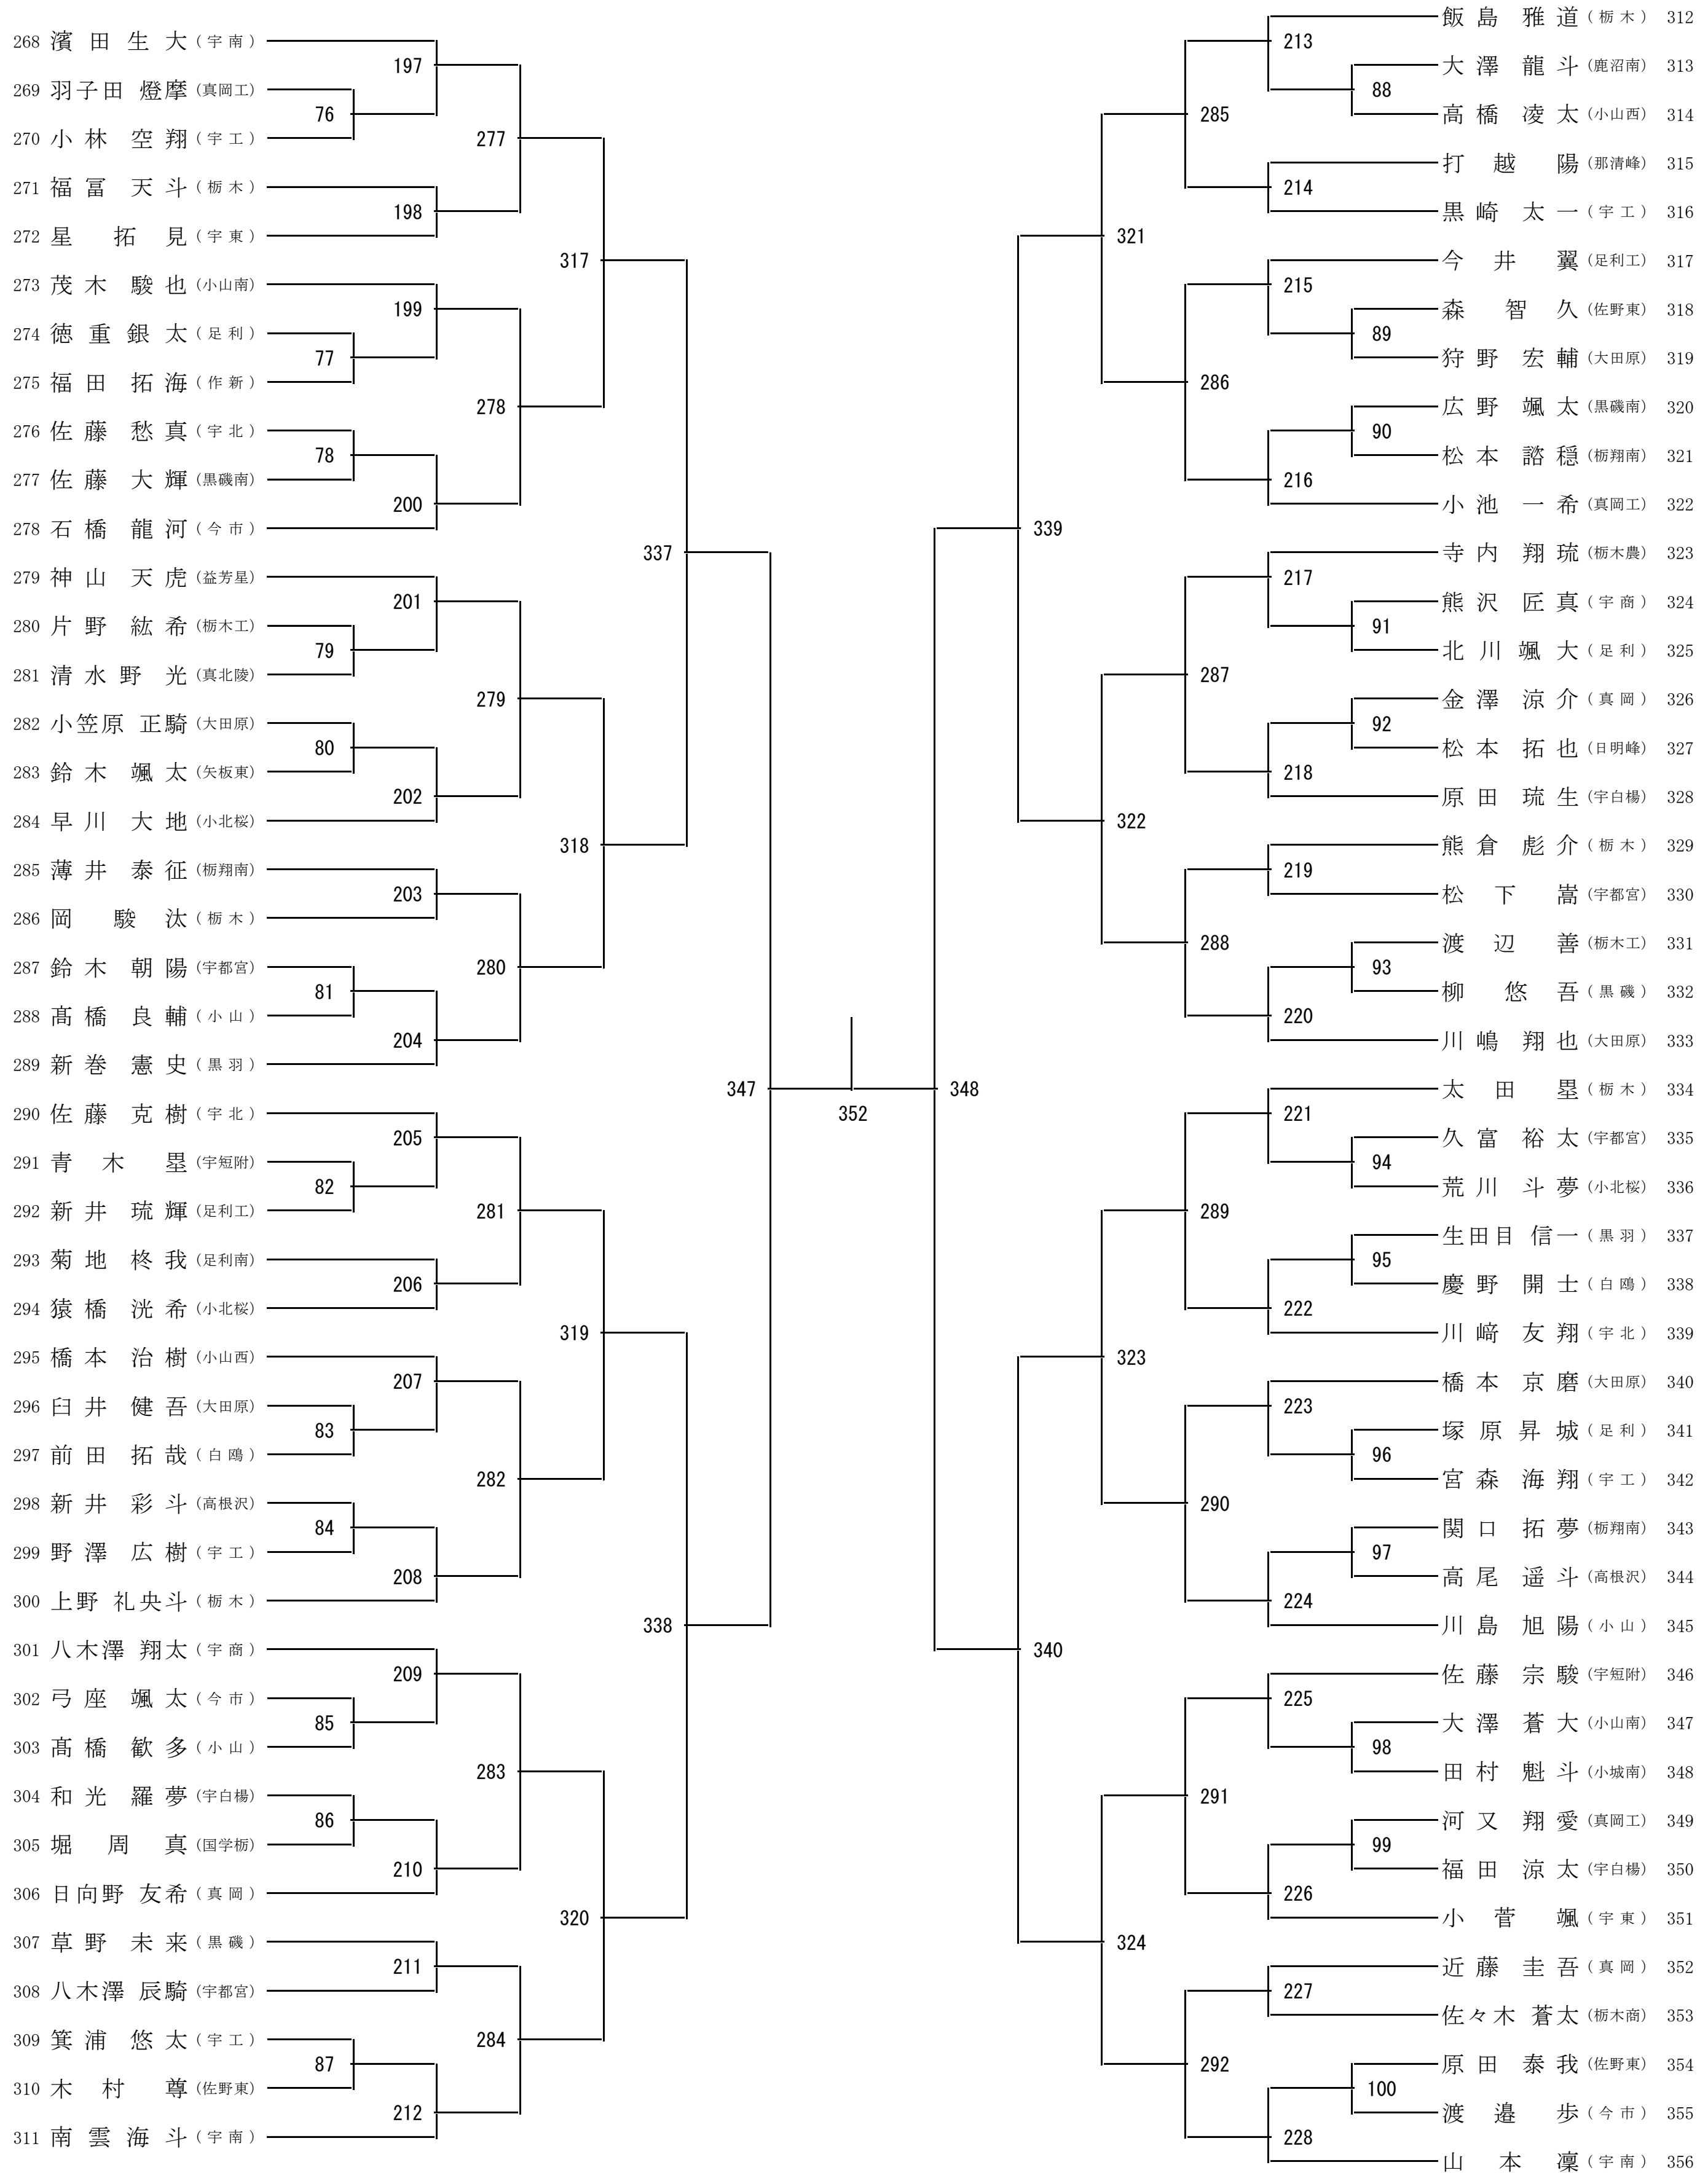 268 濱田生大 (宇南)
269 羽子田 燈摩 (真岡工)
270 小林 空翔 (宇工)
271 福冨 天斗 (栃木)
272 星 拓見 (宇東)
273 茂木 駿也 (小山南)
274 徳重銀太 (足利)
275 福田 拓海 (作新)
276 佐藤 愁真 (宇北)
277 佐藤 大輝 (黒磯南)
278 石橋 龍河 (今市)
279 神山 天虎 (益芳星)
280 片野 紘希 (栃木工)
281 清水野 光 (真北陵)
282 小笠原 正騎 (大田原)
283 鈴木 颯太 (矢板東)
284 早川 大地 (小北桜)
285 薄井 泰征 (栃翔南)
286 岡 駿汰 (栃木)
287 鈴木 朝陽 (宇都宮)
288 髙橋 良輔 (小山)
289 新巻 憲史 (黒羽)
290 佐藤 克樹 (宇北)
291 青木 塁 (宇短附)
292 新井 琉輝 (足利工)
293 菊地 柊我 (足利南)
294 猿橋 洸希 (小北桜)
295 橋本 治樹 (小山西)
296 臼井 健吾 (大田原)
297 前田 拓哉 (白鴎)
298 新井 彩斗 (高根沢)
299 野澤 広樹 (宇工)
300 上野 礼央斗 (栃木)
301 八木澤 翔太 (宇商)
302 弓座 颯太 (今市)
303 髙橋 歓多 (小山)
304 和光 羅夢 (宇白楊)
305 堀 周真 (国学栃)
306 日向野 友希 (真岡)
307 草野 未来 (黒磯)
308 八木澤 辰騎 (宇都宮)
309 箕浦 悠太 (宇工)
310 木村 尊 (佐野東)
311 南雲海斗 (宇南)
76
77
78
79
80
81
82
83
84
85
86
87
197
198
199
200
201
202
203
204
205
206
207
208
209
210
211
212
277
278
279
280
281
282
283
284
317
318
319
320
337
338
347
352
348
339
340
321
322
323
324
285
286
287
288
289
290
291
292
213
214
215
216
217
218
219
220
221
222
223
224
225
226
227
228
88
89
90
91
92
93
94
95
96
97
98
99
100
飯島 雅道 (栃木) 312
大澤 龍斗 (鹿沼南) 313
高橋 凌太 (小山西) 314
打越 陽 (那清峰) 315
黒崎 太一 (宇工) 316
今井 翼 (足利工) 317
森 智久 (佐野東) 318
狩野 宏輔 (大田原) 319
広野 颯太 (黒磯南) 320
松本 諮穏 (栃翔南) 321
小池 一希 (真岡工) 322
寺内 翔琉 (栃木農) 323
熊沢 匠真 (宇商) 324
北川颯大 (足利) 325
金澤 涼介 (真岡) 326
松本 拓也 (日明峰) 327
原田 琉生 (宇白楊) 328
熊倉 彪介 (栃木) 329
松下 嵩 (宇都宮) 330
渡辺 善 (栃木工) 331
柳 悠吾 (黒磯) 332
川嶋 翔也 (大田原) 333
太田 塁 (栃木) 334
久富 裕太 (宇都宮) 335
荒川 斗夢 (小北桜) 336
生田目 信一 (黒羽) 337
慶野 開士 (白鴎) 338
川﨑 友翔 (宇北) 339
橋本 京磨 (大田原) 340
塚原昇城 (足利) 341
宮森 海翔 (宇工) 342
関口 拓夢 (栃翔南) 343
高尾 遥斗 (高根沢) 344
川島 旭陽 (小山) 345
佐藤 宗駿 (宇短附) 346
大澤 蒼大 (小山南) 347
田村 魁斗 (小城南) 348
河又 翔愛 (真岡工) 349
福田 涼太 (宇白楊) 350
小菅 颯 (宇東) 351
近藤 圭吾 (真岡) 352
佐々木 蒼太 (栃木商) 353
原田 泰我 (佐野東) 354
渡邉 歩 (今市) 355
山本 凜 (宇南) 356